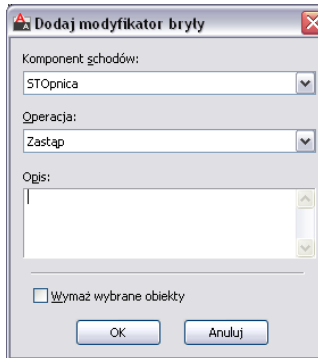 Dodaj modyfikator bryły
Komponent schodów:
STOpnica
Operacja:
Zastąp
Opis:
Wymaż wybrane obiekty
OK
Anuluj